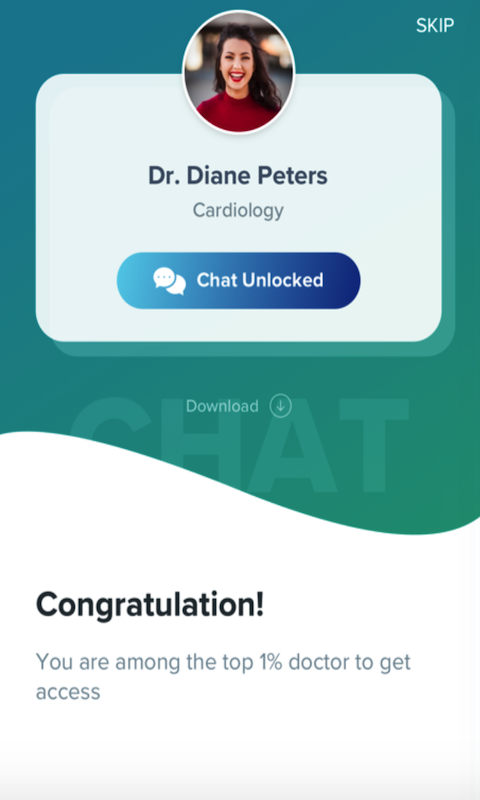 SKIP
Dr. Diane Peters
Cardiology
Chat Unlocked
Download
CHAT
Congratulation!
You are among the top 1% doctor to get
access